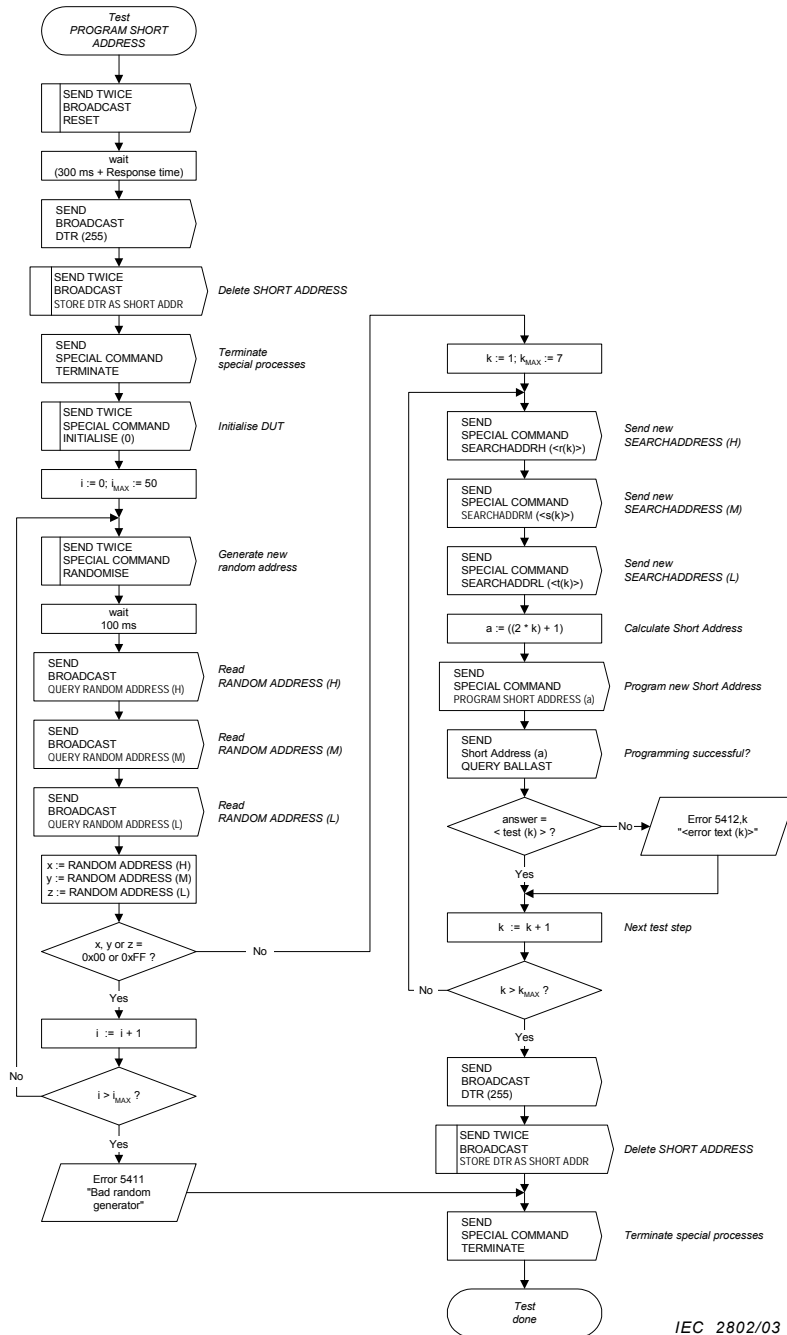 Test
PROGRAM SHORT
ADDRESS
SEND TWICE
BROADCAST
RESET
wait
(300 ms + Response time)
SEND
BROADCAST
DTR (255)
SEND TWICE
BROADCAST
STORE DTR AS SHORT ADDR
Delete SHORT ADDRESS
SEND
SPECIAL COMMAND
TERMINATE
Terminate
special processes
SEND TWICE
SPECIAL COMMAND
INITIALISE (0)
Initialise DUT
i := 0; iMAX := 50
SEND TWICE
SPECIAL COMMAND
RANDOMISE
Generate new
random address
wait
100 ms
SEND
BROADCAST
QUERY RANDOM ADDRESS (H)
Read
RANDOM ADDRESS (H)
SEND
BROADCAST
QUERY RANDOM ADDRESS (M)
Read
RANDOM ADDRESS (M)
SEND
BROADCAST
QUERY RANDOM ADDRESS (L)
Read
RANDOM ADDRESS (L)
x := RANDOM ADDRESS (H)
y := RANDOM ADDRESS (M)
z := RANDOM ADDRESS (L)
x, y or z =
0x00 or 0xFF ?
No
Yes
i := i + 1
No
i > iMAX ?
Yes
Error 5411
"Bad random
generator"
k := 1; kMAX := 7
SEND
SPECIAL COMMAND
SEARCHADDRH (<r(k)>)
Send new
SEARCHADDRESS (H)
SEND
SPECIAL COMMAND
SEARCHADDRM (<s(k)>)
Send new
SEARCHADDRESS (M)
SEND
SPECIAL COMMAND
SEARCHADDRL (<t(k)>)
Send new
SEARCHADDRESS (L)
a := ((2 * k) + 1)
Calculate Short Address
SEND
SPECIAL COMMAND
PROGRAM SHORT ADDRESS (a)
Program new Short Address
SEND
Short Address (a)
QUERY BALLAST
Programming successful?
answer =
< test (k) > ?
No
Error 5412,k
"<error text (k)>"
Yes
k := k + 1
Next test step
No
k > kMAX ?
Yes
SEND
BROADCAST
DTR (255)
SEND TWICE
BROADCAST
STORE DTR AS SHORT ADDR
Delete SHORT ADDRESS
SEND
SPECIAL COMMAND
TERMINATE
Terminate special processes
Test
done
IEC 2802/03